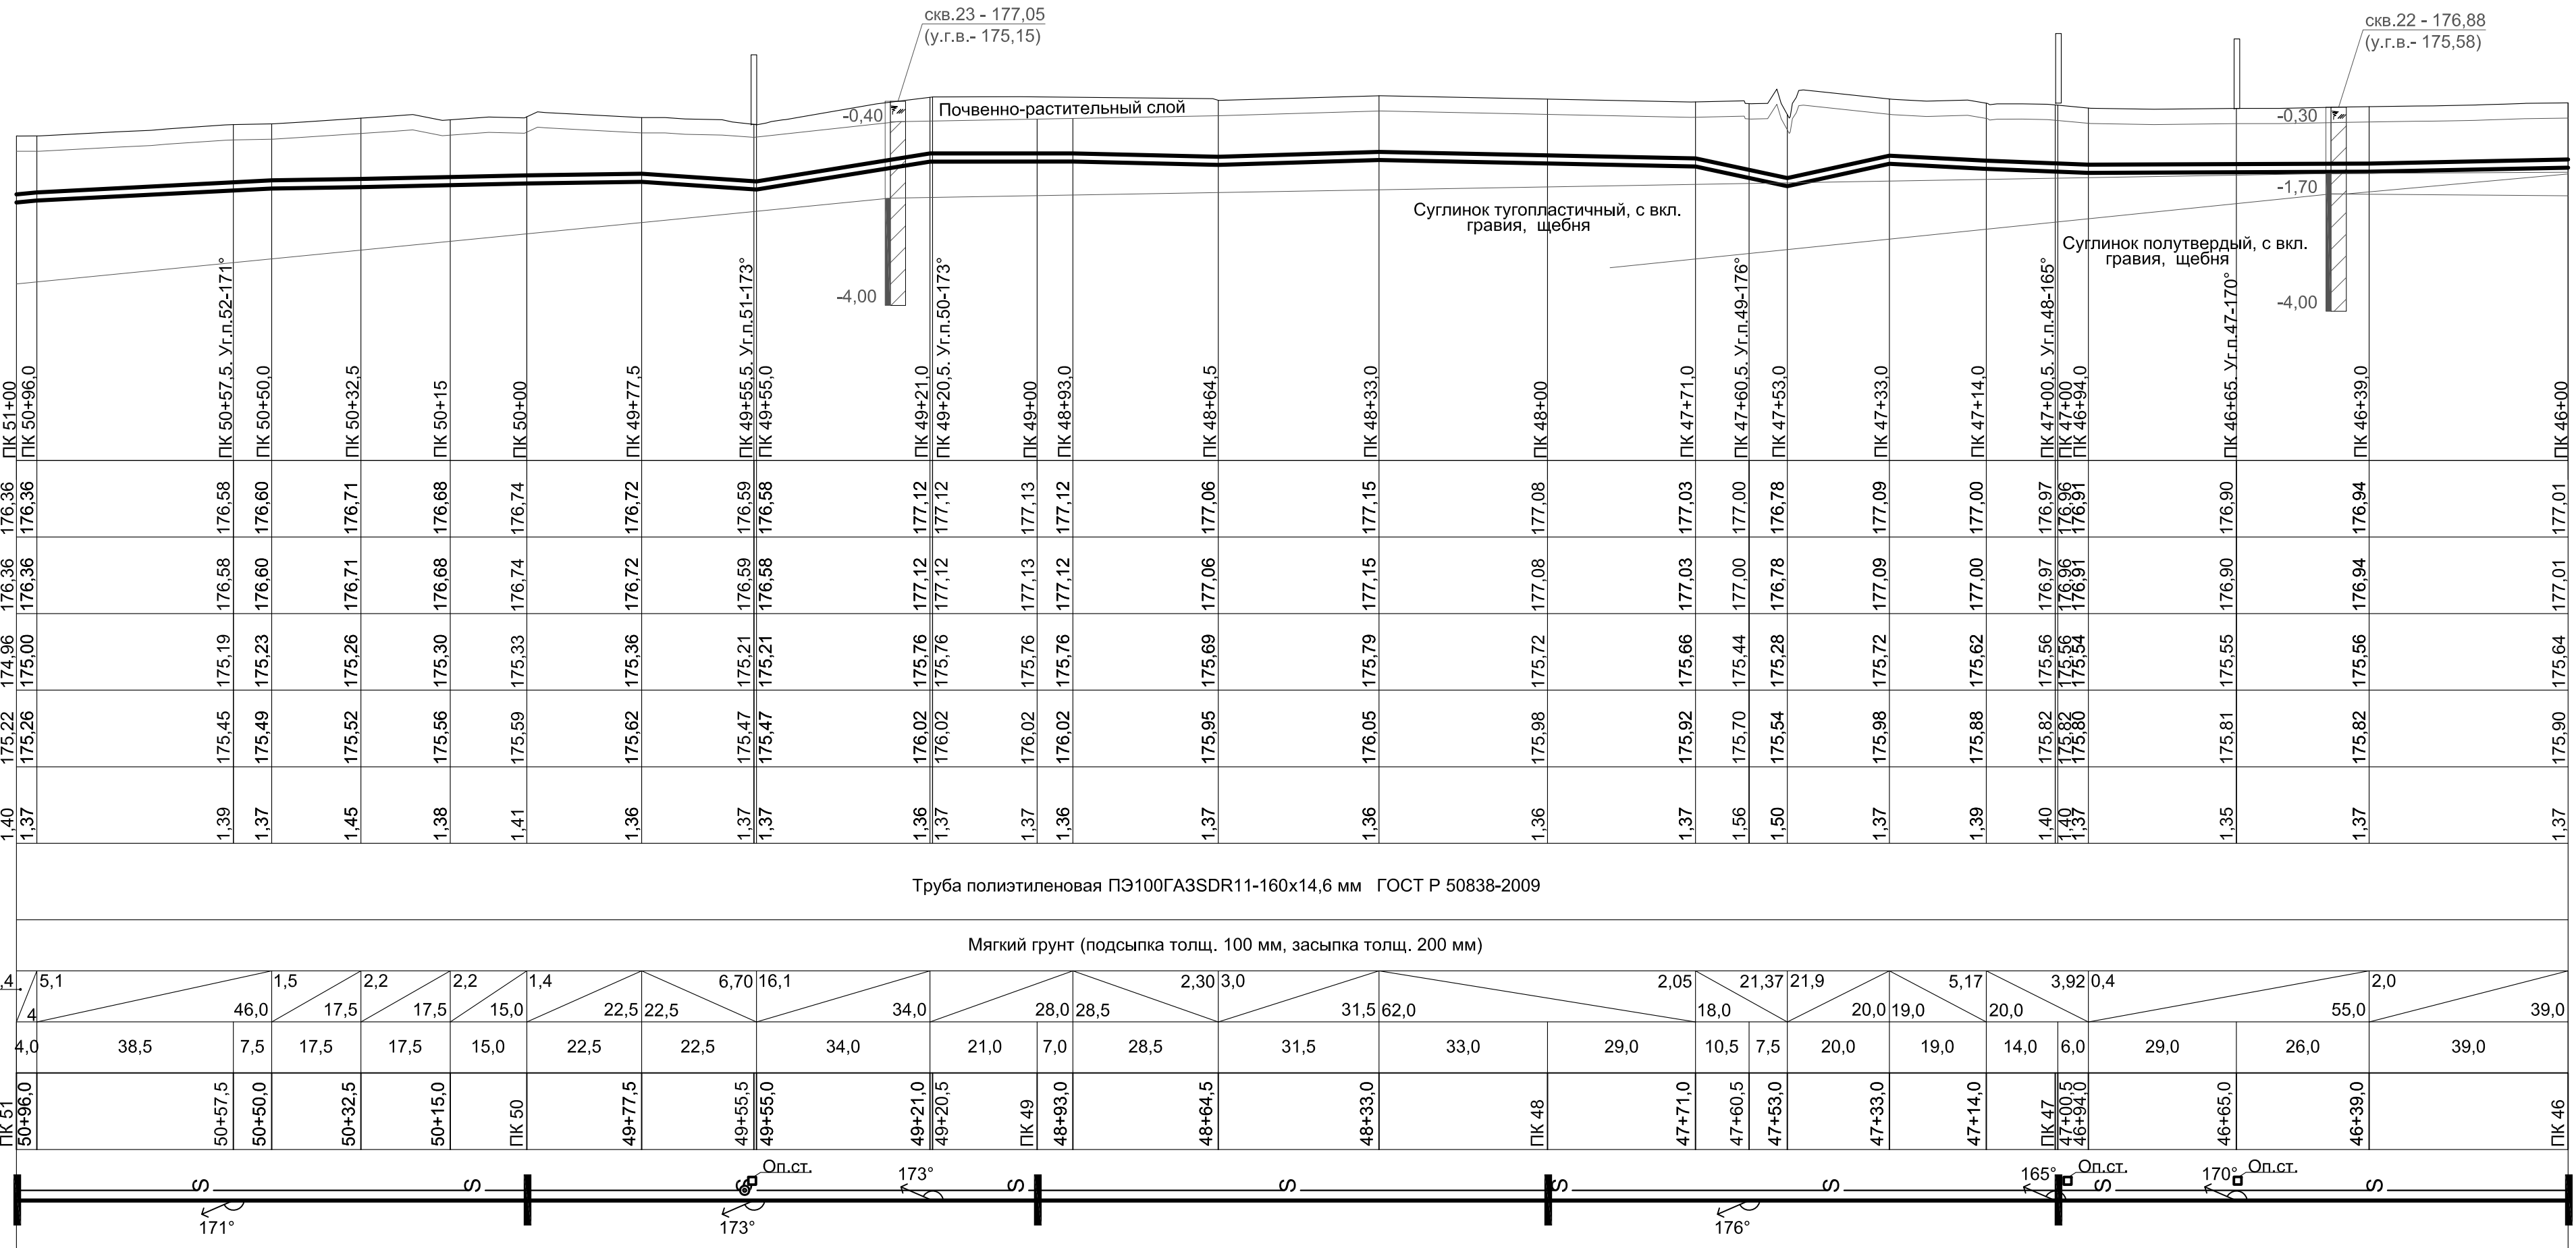 скв.23 - 177,05
(у.г.в.- 175,15)
скв.22 - 176,88
(у.г.в.- 175,58)
-0,40
Почвенно-растительный слой
-0,30
-1,70
Суглинок тугопластичный, с вкл.
гравия, щебня
Суглинок полутвердый, с вкл.
гравия, щебня
-4,00
-4,00
ПК 51+00
ПК 50+96,0
ПК 50+57,5. Уг.п.52-171°
ПК 50+50,0
ПК 50+32,5
ПК 50+15
ПК 50+00
ПК 49+77,5
ПК 49+55,5. Уг.п.51-173°
ПК 49+55,0
ПК 49+21,0
ПК 49+20,5. Уг.п.50-173°
ПК 49+00
ПК 48+93,0
ПК 48+64,5
ПК 48+33,0
ПК 48+00
ПК 47+71,0
ПК 47+60,5. Уг.п.49-176°
ПК 47+53,0
ПК 47+33,0
ПК 47+14,0
ПК 47+00,5. Уг.п.48-165°
ПК 47+00
ПК 46+94,0
ПК 46+65. Уг.п.47-170°
ПК 46+39,0
ПК 46+00
176,36 176,36 176,58 176,60 176,71 176,68 176,74 176,72 176,59 176,58 177,12 177,12 177,13 177,12 177,06 177,15 177,08 177,03 177,00 176,78 177,09 177,00 176,97 176,96 176,91 176,90 176,94 177,01
176,36 176,36 176,58 176,60 176,71 176,68 176,74 176,72 176,59 176,58 177,12 177,12 177,13 177,12 177,06 177,15 177,08 177,03 177,00 176,78 177,09 177,00 176,97 176,96 176,91 176,90 176,94 177,01
174,96 175,00 175,19 175,23 175,26 175,30 175,33 175,36 175,21 175,21 175,76 175,76 175,76 175,76 175,69 175,79 175,72 175,66 175,44 175,28 175,72 175,62 175,56 175,56 175,54 175,55 175,56 175,64
175,22 175,26 175,45 175,49 175,52 175,56 175,59 175,62 175,47 175,47 176,02 176,02 176,02 176,02 175,95 176,05 175,98 175,92 175,70 175,54 175,98 175,88 175,82 175,82 175,80 175,81 175,82 175,90
1,40 1,37 1,39 1,37 1,45 1,38 1,41 1,36 1,37 1,37 1,36 1,37 1,37 1,36 1,37 1,36 1,36 1,37 1,56 1,50 1,37 1,39 1,40 1,40 1,37 1,35 1,37 1,37
Труба полиэтиленовая ПЭ100ГАЗSDR11-160x14,6 мм ГОСТ Р 50838-2009
Мягкий грунт (подсыпка толщ. 100 мм, засыпка толщ. 200 мм)
,4 5,1 1,5 2,2 2,2 1,4 6,70 16,1 2,30 3,0 2,05 21,37 21,9 5,17 3,92 0,4 2,0
4 46,0 17,5 17,5 15,0 22,5 22,5 34,0 28,0 28,5 31,5 62,0 18,0 20,0 19,0 20,0 55,0 39,0
4,0 38,5 7,5 17,5 17,5 15,0 22,5 22,5 34,0 21,0 7,0 28,5 31,5 33,0 29,0 10,5 7,5 20,0 19,0 14,0 6,0 29,0 26,0 39,0
ПК 51 50+96,0 50+57,5 50+50,0 50+32,5 50+15,0 ПК 50 49+77,5 49+55,5 49+55,0 49+21,0 49+20,5 ПК 49 48+93,0 48+64,5 48+33,0 ПК 48 47+71,0 47+60,5 47+53,0 47+33,0 47+14,0 ПК 47 47+00,5 46+94,0 46+65,0 46+39,0 ПК 46
Оп.ст. 173° 165° Оп.ст. 170° Оп.ст.
S S S S S S S S
171° 173° 176°